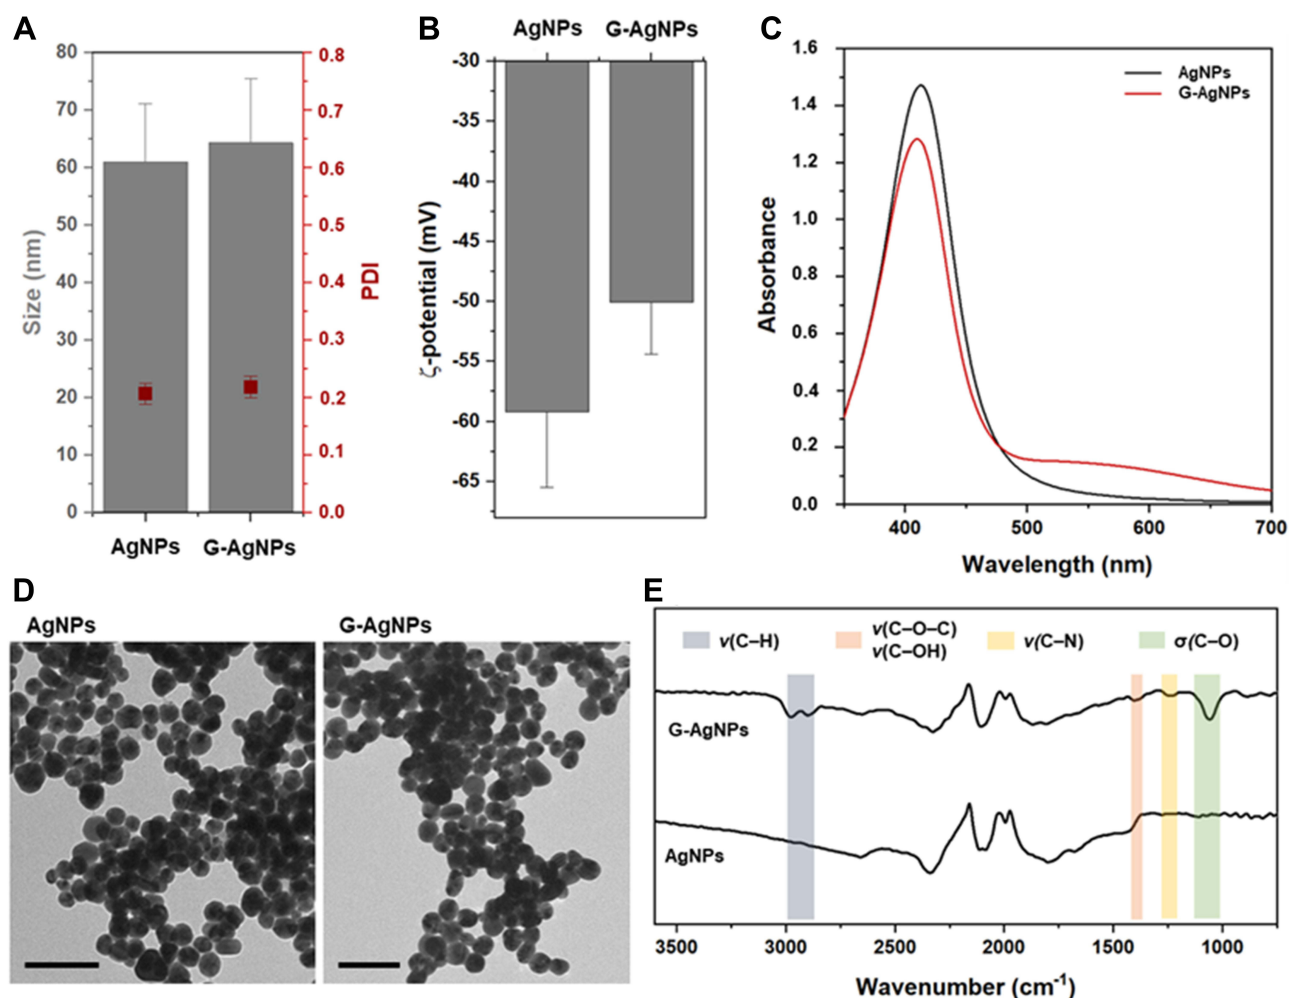 A
80
70
60
50
40
30
20
10
0
Size (nm)
0.8
0.7
0.6
0.5
0.4
0.3
0.2
0.1
0.0
PDI
AgNPs
G-AgNPs
B
AgNPs
G-AgNPs
-30
-35
-40
-45
-50
-55
-60
-65
ζ-potential (mV)
C
1.6
1.4
1.2
1.0
0.8
0.6
0.4
0.2
0.0
Absorbance
AgNPs
G-AgNPs
400
500
600
700
Wavelength (nm)
D
AgNPs
G-AgNPs
E
ν(C–H)
ν(C–O–C)
ν(C–OH)
ν(C–N)
σ(C–O)
G-AgNPs
AgNPs
3500
3000
2500
2000
1500
1000
Wavenumber (cm⁻¹)